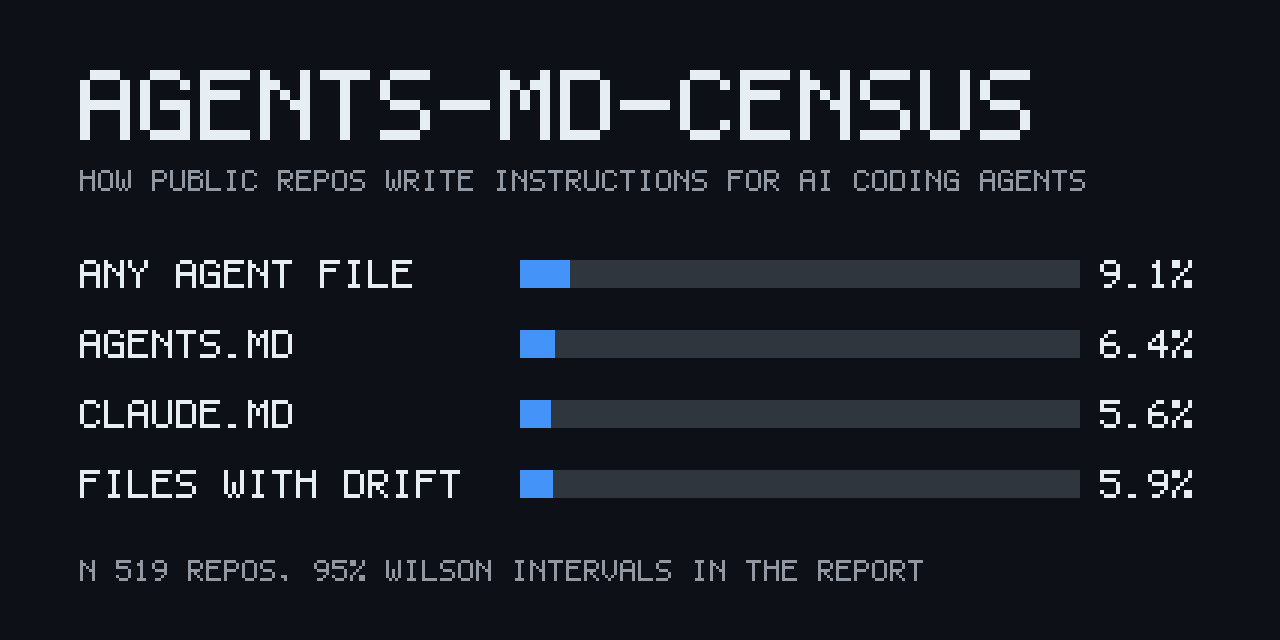 AGENTS-MD-CENSUS
HOW PUBLIC REPOS WRITE INSTRUCTIONS FOR AI CODING AGENTS
ANY AGENT FILE 9.1%
AGENTS.MD 6.4%
CLAUDE.MD 5.6%
FILES WITH DRIFT 5.9%
N 519 REPOS, 95% WILSON INTERVALS IN THE REPORT